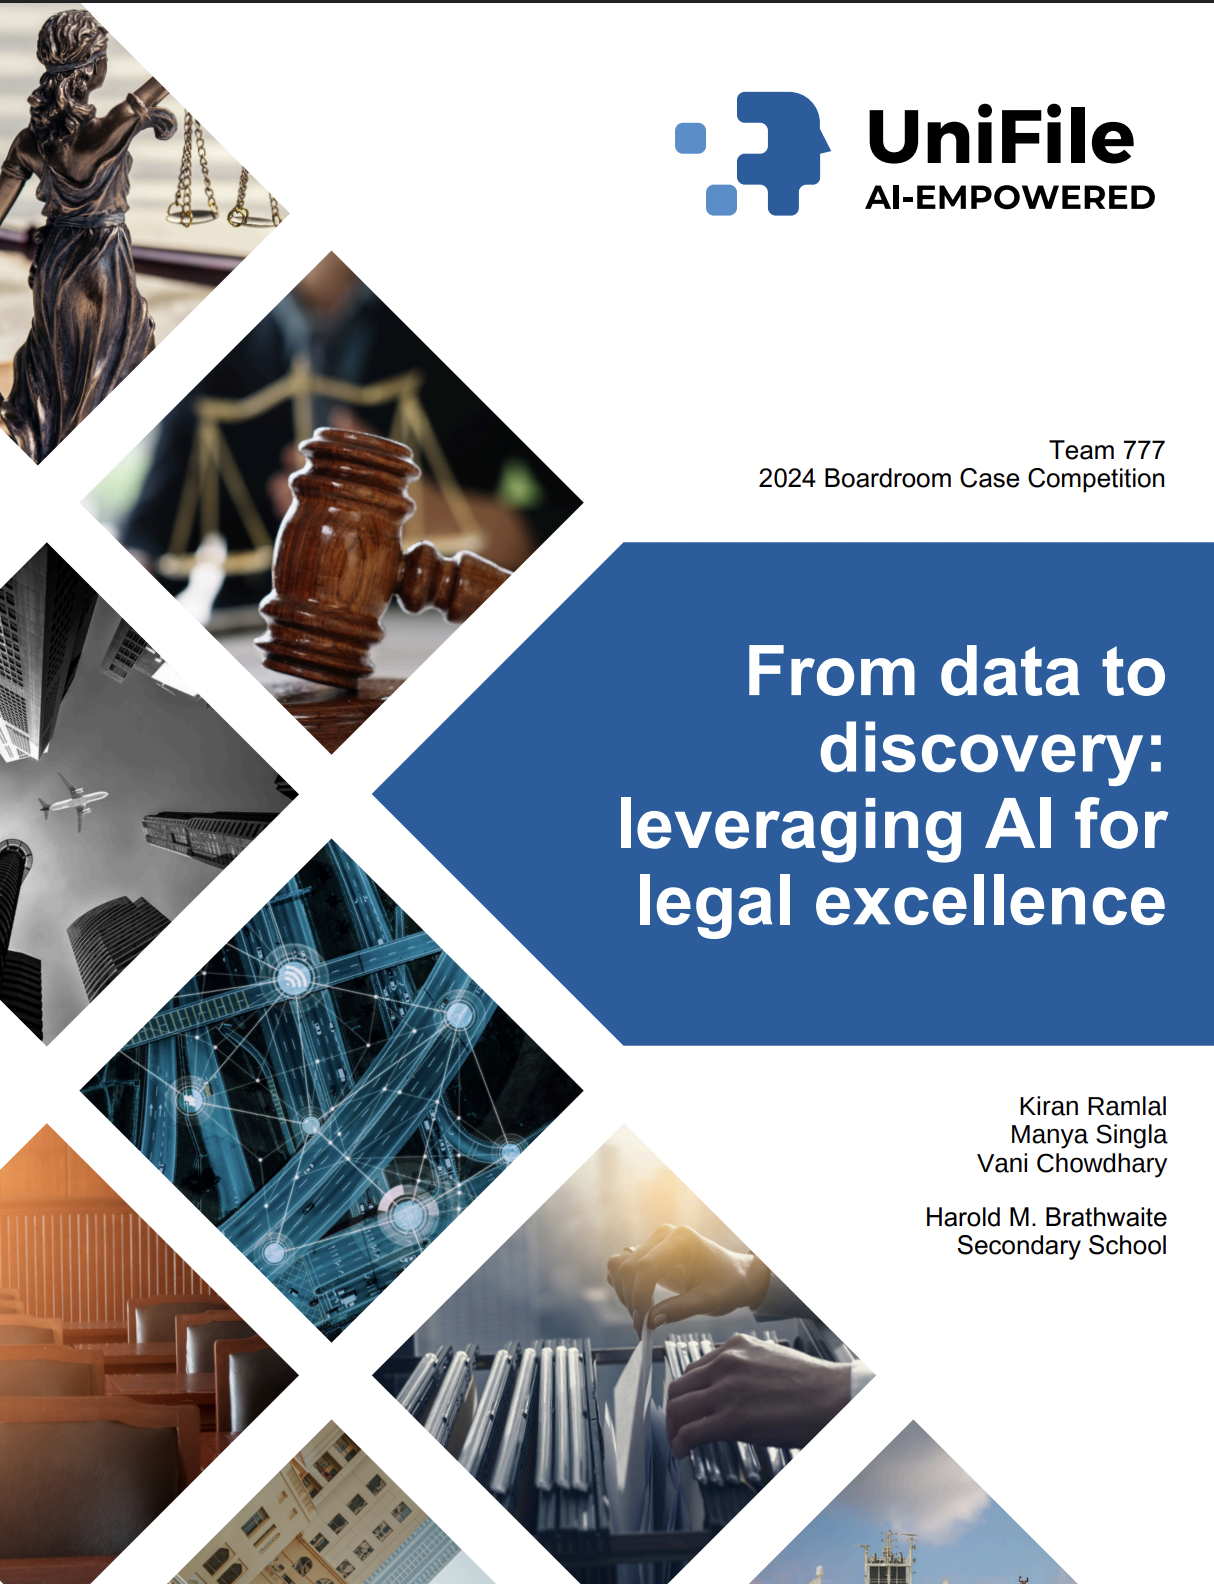 UniFile
AI-EMPOWERED
Team 777
2024 Boardroom Case Competition
From data to
discovery:
leveraging AI for
legal excellence
Kiran Ramlal
Manya Singla
Vani Chowdhary
Harold M. Brathwaite
Secondary School